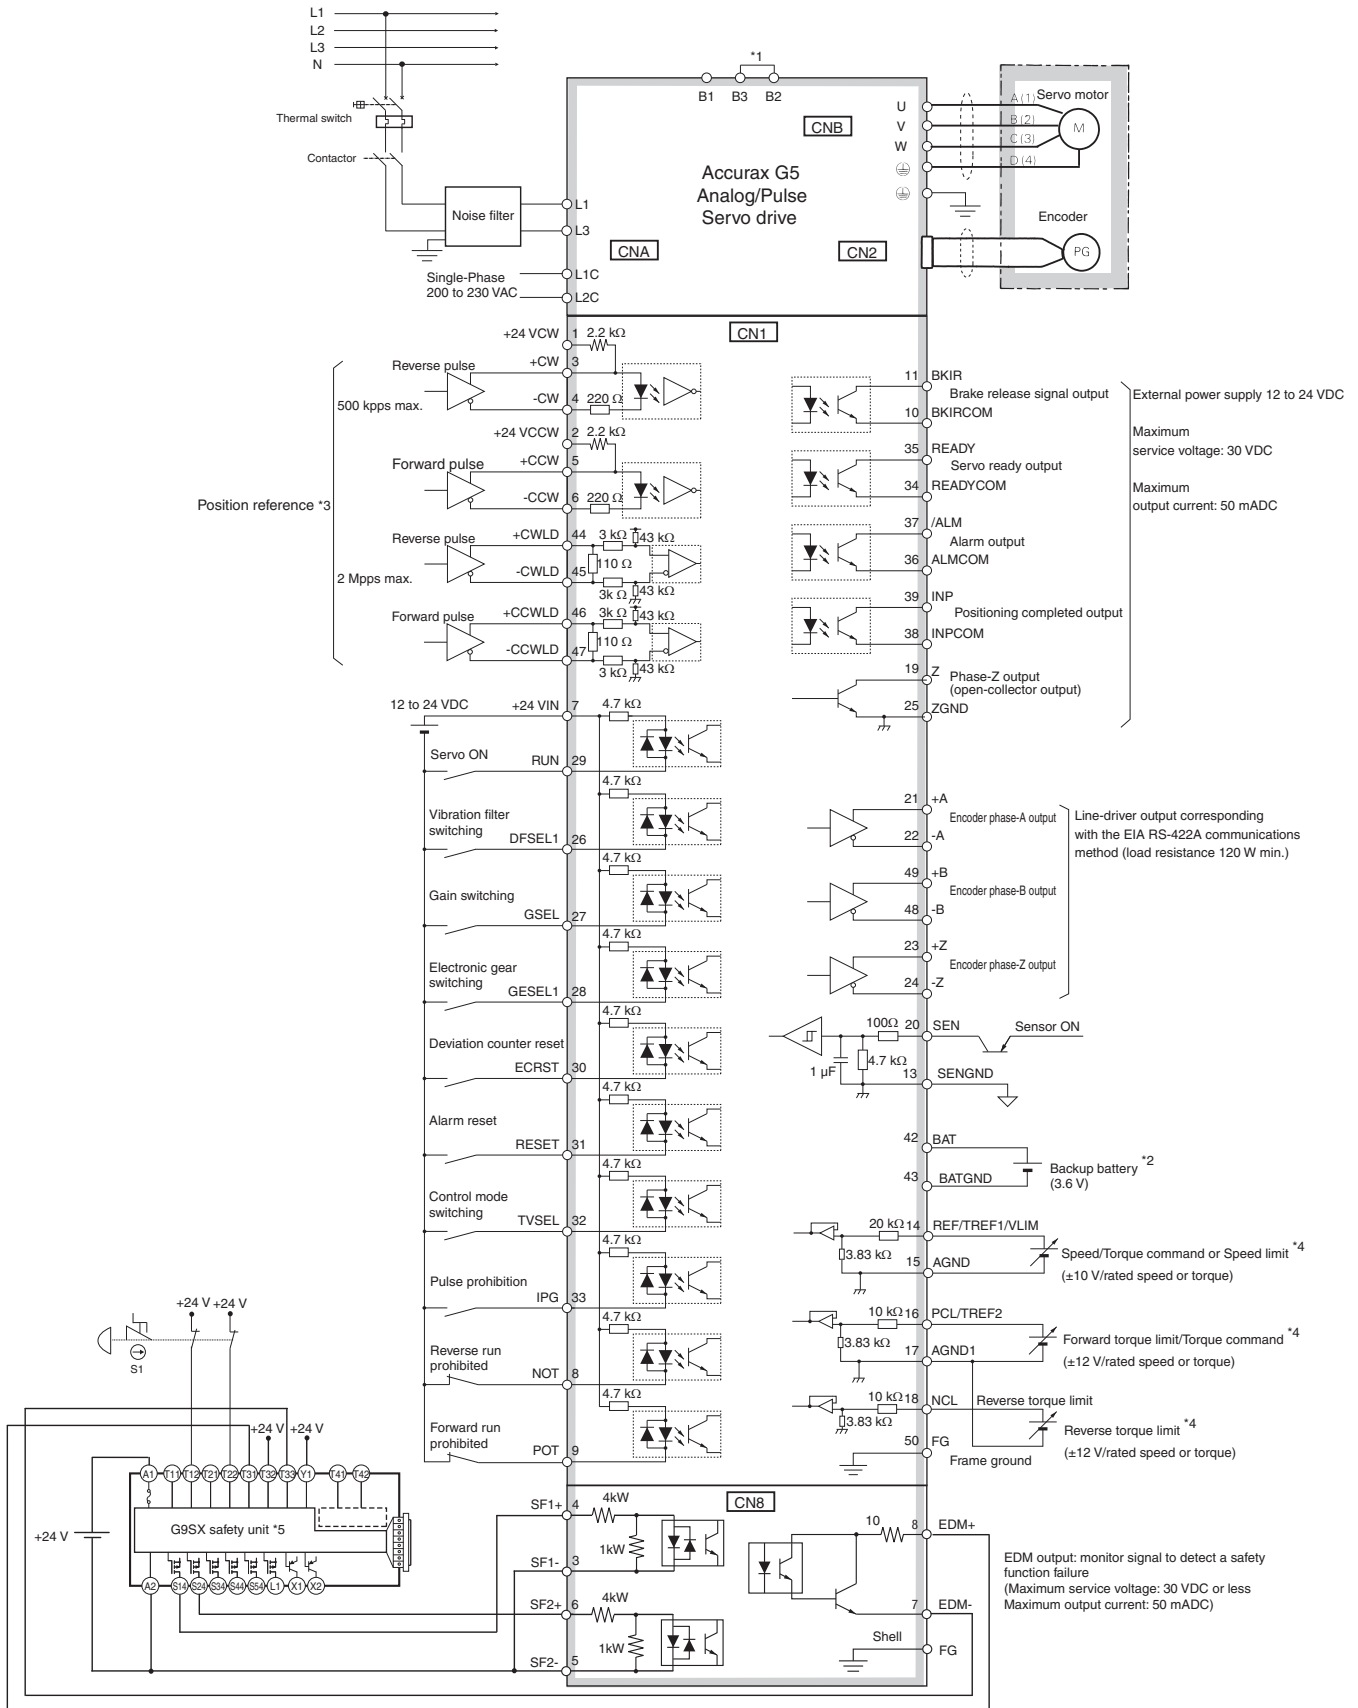 L1
L2
L3
N
Thermal switch
Contactor
Noise filter
L1
L3
Single-Phase
200 to 230 VAC
L1C
L2C
*1
B1 B3 B2
CNB
Accurax G5
Analog/Pulse
Servo drive
CNA
CN2
U
V
W
Servo motor
A (1)
B (2)
C (3)
D (4)
M
Encoder
PG
CN1
Position reference *3
500 kpps max.
+24 VCW 1 2.2 kΩ
Reverse pulse
+CW 3
-CW 4 220 Ω
+24 VCCW 2 2.2 kΩ
Forward pulse
+CCW 5
-CCW 6 220 Ω
2 Mpps max.
Reverse pulse
+CWLD 44 3 kΩ 43 kΩ
110 Ω
-CWLD 45
3k Ω 43 kΩ
Forward pulse
+CCWLD 46 3k Ω 43 kΩ
110 Ω
-CCWLD 47
3 kΩ 43 kΩ
12 to 24 VDC
+24 VIN 7 4.7 kΩ
Servo ON
RUN 29
4.7 kΩ
Vibration filter
switching
DFSEL1 26
4.7 kΩ
Gain switching
GSEL 27
4.7 kΩ
Electronic gear
switching
GESEL1 28
4.7 kΩ
Deviation counter reset
ECRST 30
4.7 kΩ
Alarm reset
RESET 31
4.7 kΩ
Control mode
switching
TVSEL 32
4.7 kΩ
Pulse prohibition
IPG 33
4.7 kΩ
Reverse run
prohibited
NOT 8
4.7 kΩ
Forward run
prohibited
POT 9
11 BKIR
Brake release signal output
10 BKIRCOM
35 READY
Servo ready output
34 READYCOM
37 /ALM
Alarm output
36 ALMCOM
39 INP
Positioning completed output
38 INPCOM
19 Z
Phase-Z output
(open-collector output)
25 ZGND
External power supply 12 to 24 VDC
Maximum
service voltage: 30 VDC
Maximum
output current: 50 mADC
21 +A
Encoder phase-A output
22 -A
49 +B
Encoder phase-B output
48 -B
23 +Z
Encoder phase-Z output
24 -Z
Line-driver output corresponding
with the EIA RS-422A communications
method (load resistance 120 W min.)
100Ω 20 SEN
Sensor ON
4.7 kΩ
1 µF
13 SENGND
42 BAT
43 BATGND
Backup battery *2
(3.6 V)
20 kΩ 14 REF/TREF1/VLIM
3.83 kΩ
15 AGND
Speed/Torque command or Speed limit *4
(±10 V/rated speed or torque)
10 kΩ 16 PCL/TREF2
3.83 kΩ
17 AGND1
Forward torque limit/Torque command *4
(±12 V/rated speed or torque)
10 kΩ 18 NCL
Reverse torque limit
3.83 kΩ
Reverse torque limit *4
(±12 V/rated speed or torque)
50 FG
Frame ground
+24 V +24 V
S1
+24 V +24 V
A1 T11 T12 T21 T22 T31 T32 T33 Y1 T41 T42
+24 V
G9SX safety unit *5
A2 S14 S24 S34 S44 S54 L1 X1 X2
CN8
SF1+ 4 4kW
1kW
SF1- 3
SF2+ 6 4kW
1kW
SF2- 5
10 8 EDM+
7 EDM-
Shell
FG
EDM output: monitor signal to detect a safety
function failure
(Maximum service voltage: 30 VDC or less
Maximum output current: 50 mADC)